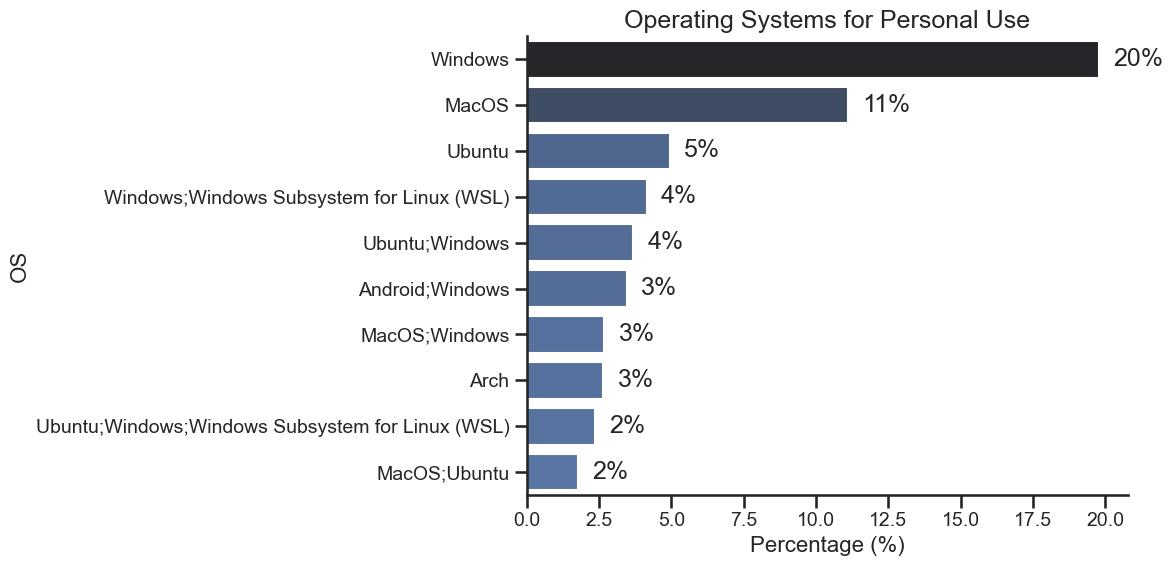 Operating Systems for Personal Use
Windows 20%
MacOS 11%
Ubuntu 5%
Windows;Windows Subsystem for Linux (WSL) 4%
Ubuntu;Windows 4%
Android;Windows 3%
MacOS;Windows 3%
Arch 3%
Ubuntu;Windows;Windows Subsystem for Linux (WSL) 2%
MacOS;Ubuntu 2%
OS
0.0 2.5 5.0 7.5 10.0 12.5 15.0 17.5 20.0
Percentage (%)